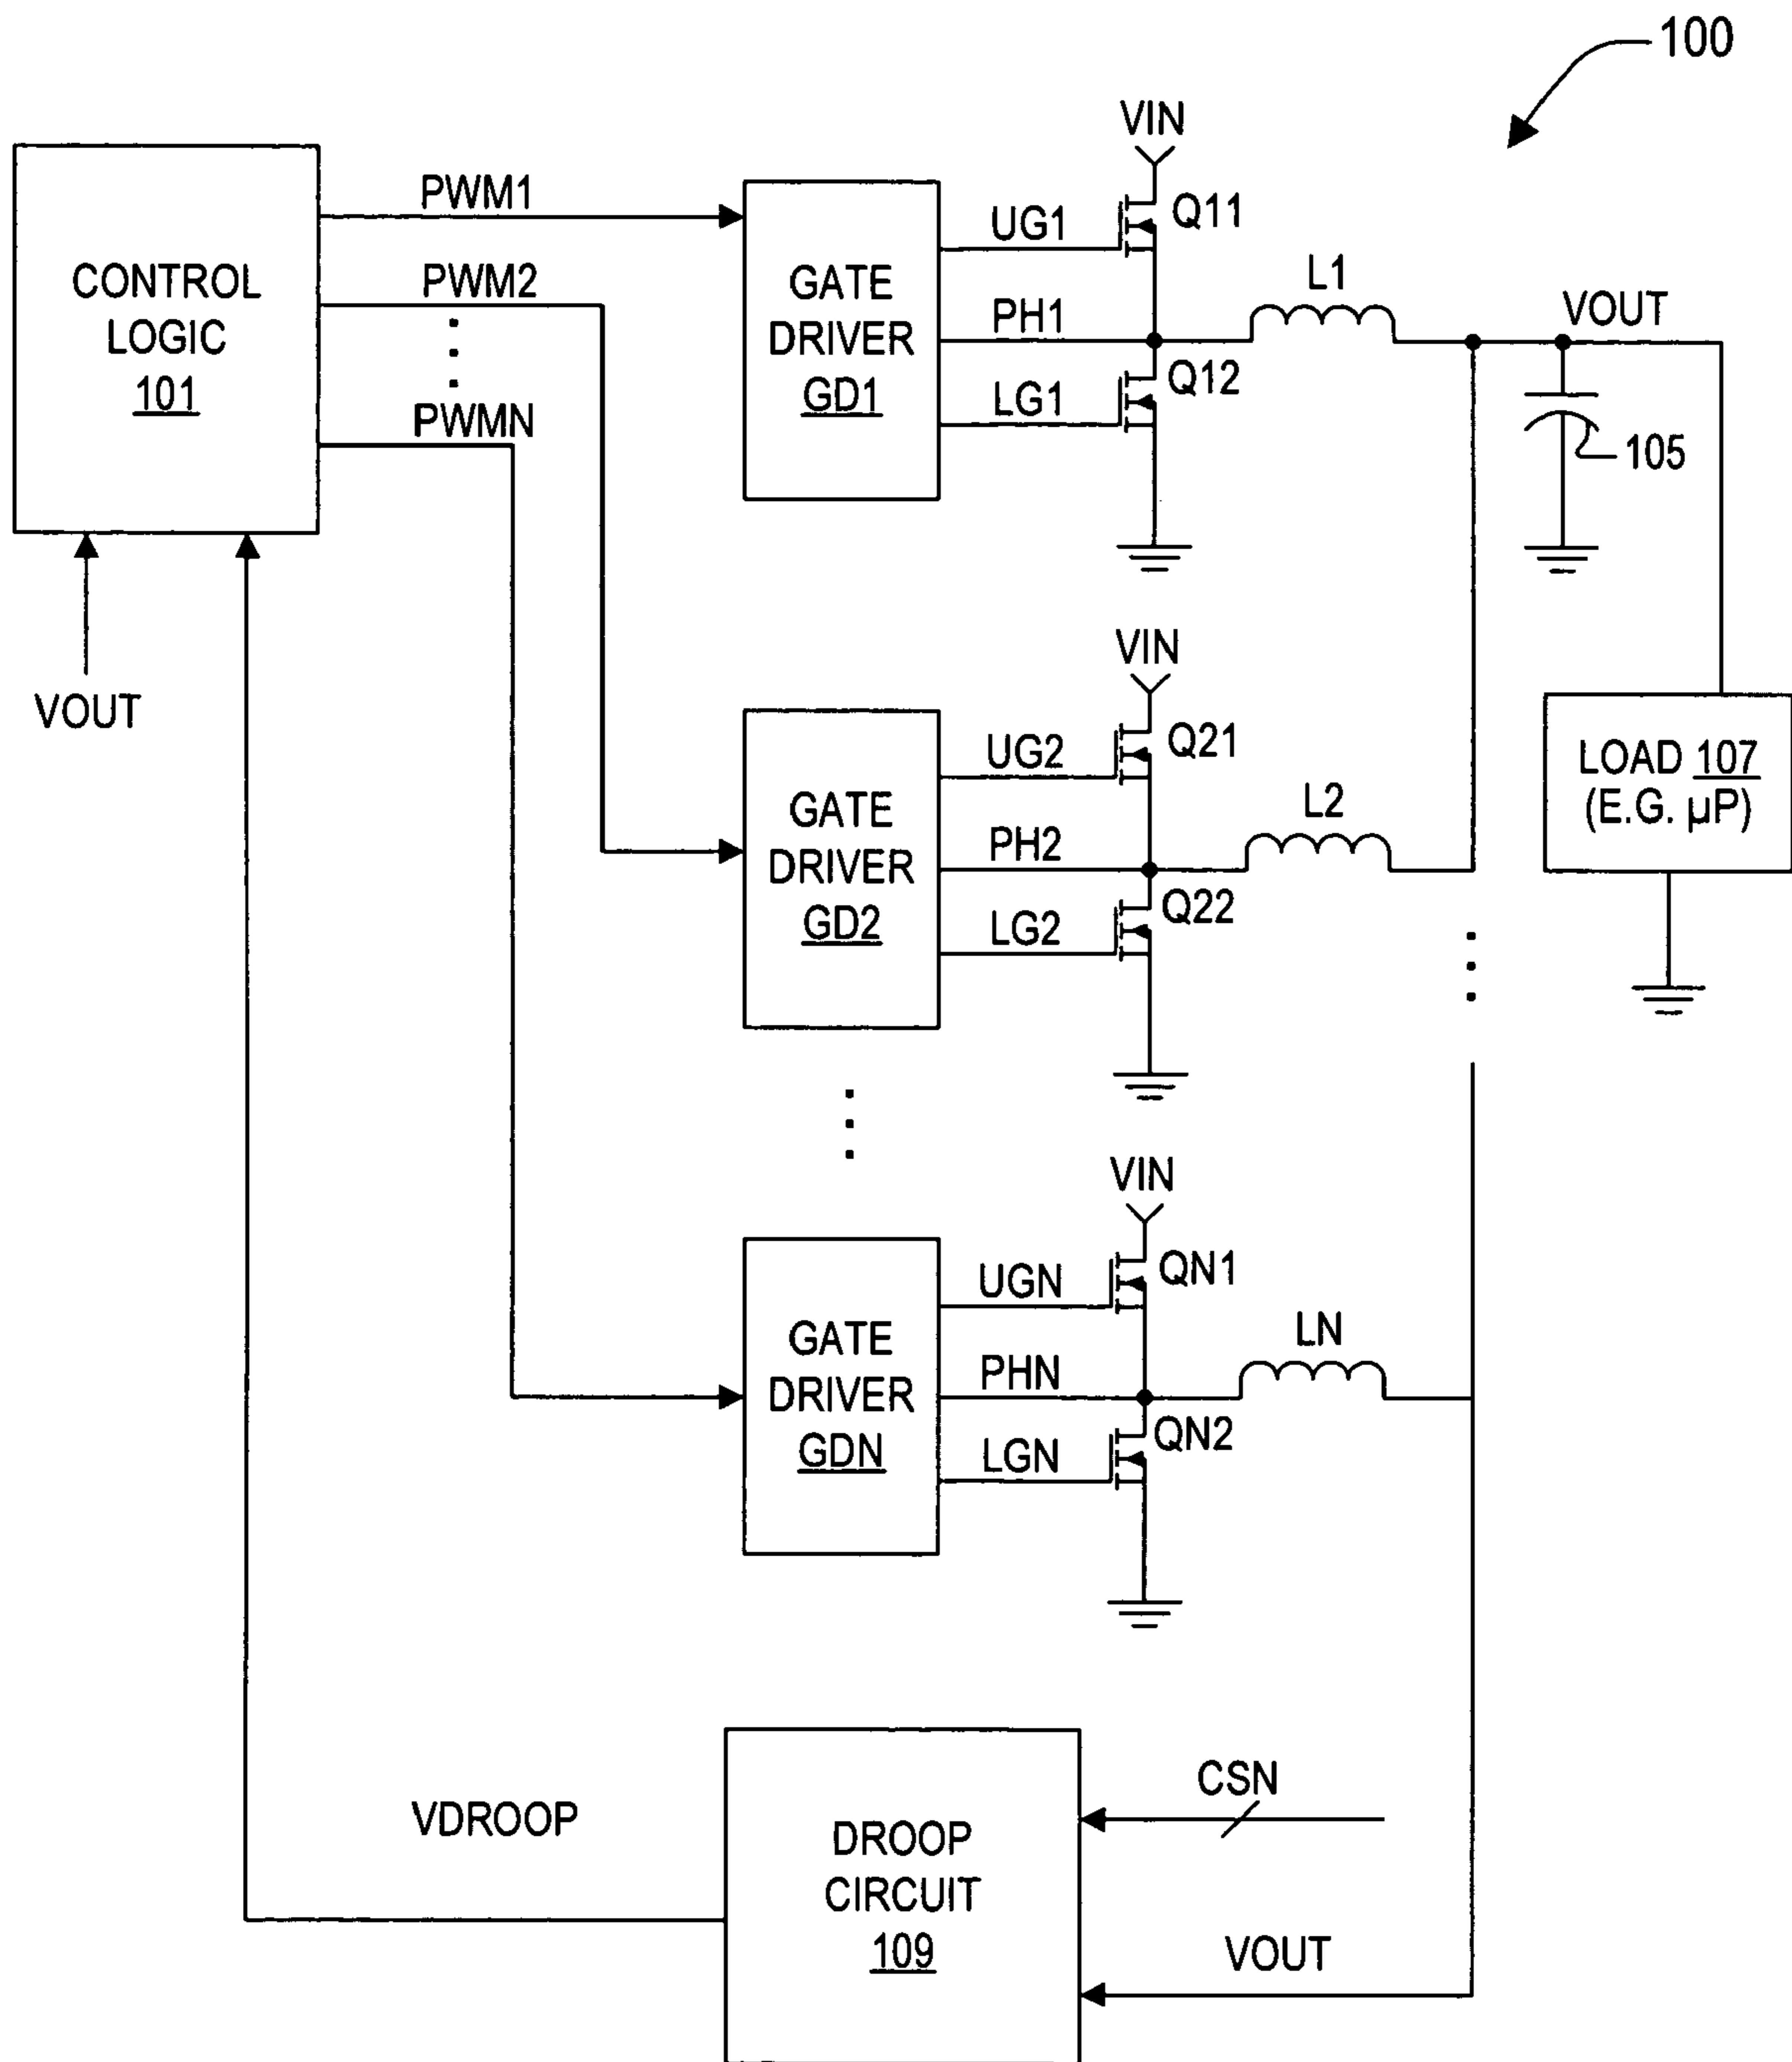 100
VIN
CONTROL
LOGIC
101
PWM1
PWM2
PWMN
VOUT
GATE
DRIVER
GD1
UG1
PH1
LG1
Q11
Q12
L1
VOUT
105
LOAD 107
(E.G. µP)
VIN
GATE
DRIVER
GD2
UG2
PH2
LG2
Q21
Q22
L2
VIN
GATE
DRIVER
GDN
UGN
PHN
LGN
QN1
QN2
LN
VDROOP
DROOP
CIRCUIT
109
CSN
VOUT